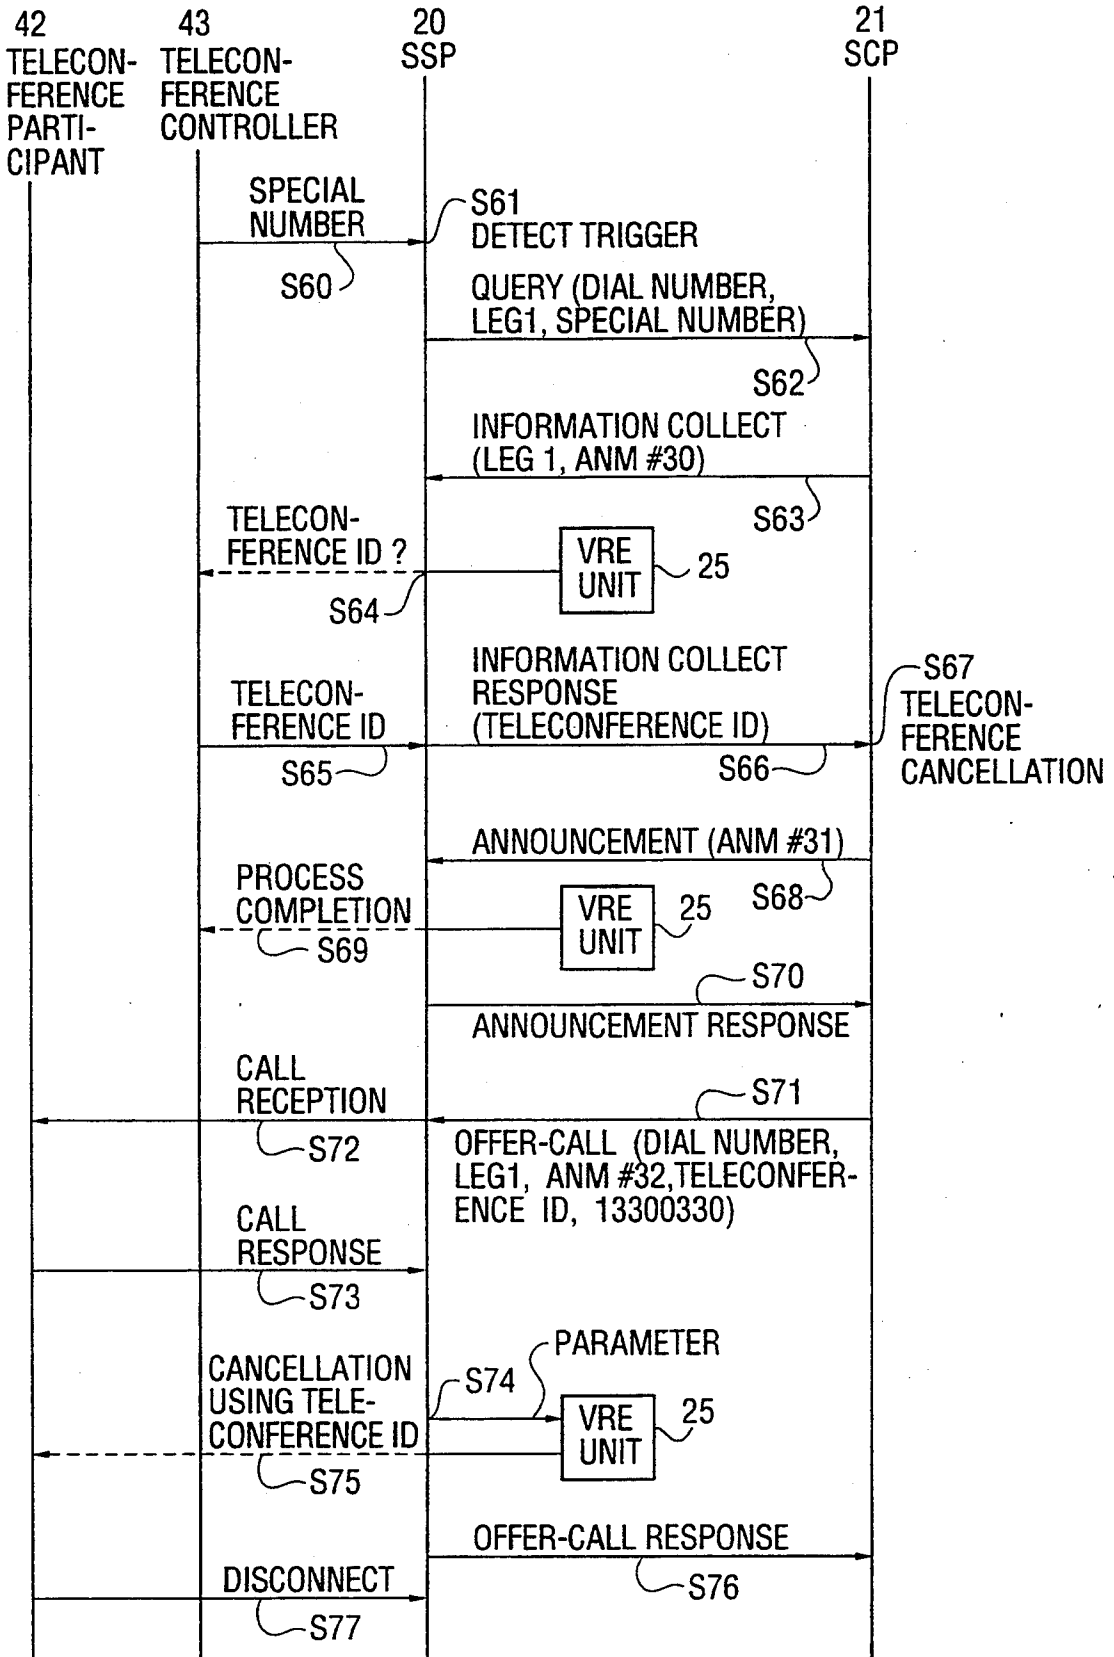 42
TELECON-
FERENCE
PARTI-
CIPANT
43
TELECON-
FERENCE
CONTROLLER
20
SSP
21
SCP
SPECIAL
NUMBER
S60
S61
DETECT TRIGGER
QUERY (DIAL NUMBER,
LEG1, SPECIAL NUMBER)
S62
INFORMATION COLLECT
(LEG 1, ANM #30)
S63
TELECON-
FERENCE ID ?
S64
VRE
UNIT
25
INFORMATION COLLECT
RESPONSE
(TELECONFERENCE ID)
TELECON-
FERENCE ID
S65
S66
S67
TELECON-
FERENCE
CANCELLATION
ANNOUNCEMENT (ANM #31)
S68
PROCESS
COMPLETION
S69
VRE
UNIT
25
S70
ANNOUNCEMENT RESPONSE
CALL
RECEPTION
S72
S71
OFFER-CALL (DIAL NUMBER,
LEG1, ANM #32,TELECONFER-
ENCE ID, 13300330)
CALL
RESPONSE
S73
PARAMETER
S74
CANCELLATION
USING TELE-
CONFERENCE ID
S75
VRE
UNIT
25
OFFER-CALL RESPONSE
S76
DISCONNECT
S77